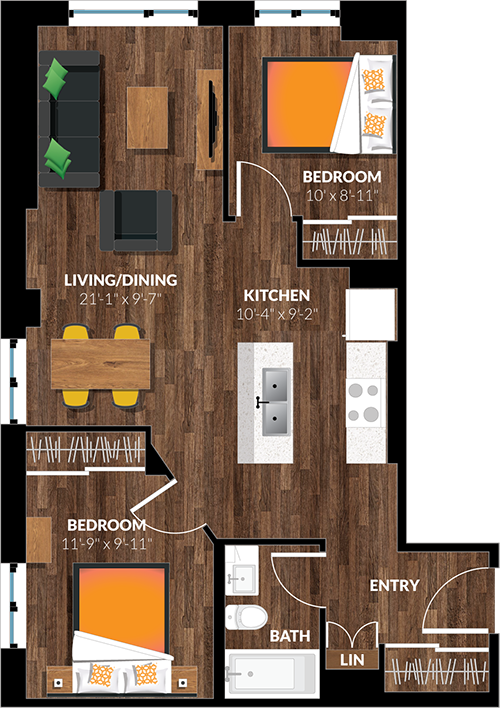 BEDROOM
10' x 8'-11"
LIVING/DINING
21'-1" x 9'-7"
KITCHEN
10'-4" x 9'-2"
BEDROOM
11'-9" x 9'-11"
ENTRY
BATH
LIN